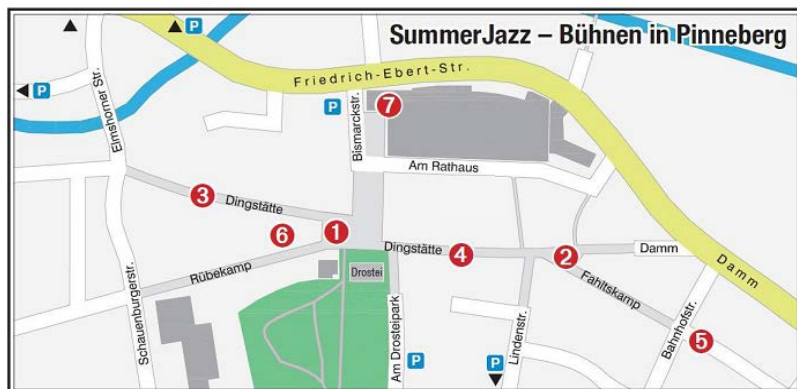 SummerJazz – Bühnen in Pinneberg
P
P
Elmshorner Str.
Friedrich-Ebert-Str.
P
7
Bismarckstr.
Am Rathaus
3
Dingstätte
6
1
Dingstätte
4
2
Damm
Damm
Rübekamp
Drostei
Fahltskamp
Schauenburgerstr.
Am Drosteipark
Lindenstr.
Bahnhofstr.
5
P
P